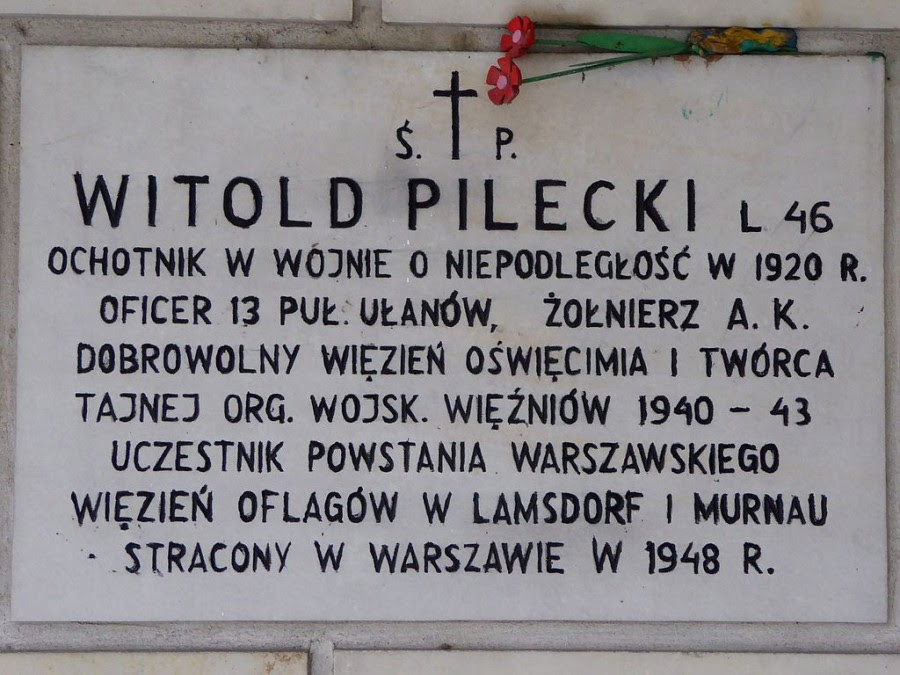 Ś. P.
WITOLD PILECKI L 46
OCHOTNIK W WOJNIE O NIEPODLEGŁOŚĆ W 1920 R.
OFICER 13 PUŁ. UŁANÓW, ŻOŁNIERZ A. K.
DOBROWOLNY WIĘZIEŃ OŚWIĘCIMIA I TWÓRCA
TAJNEJ ORG. WOJSK. WIĘŹNIÓW 1940 – 43
UCZESTNIK POWSTANIA WARSZAWSKIEGO
WIĘZIEŃ OFLAGÓW W LAMSDORF I MURNAU
STRACONY W WARSZAWIE W 1948 R.